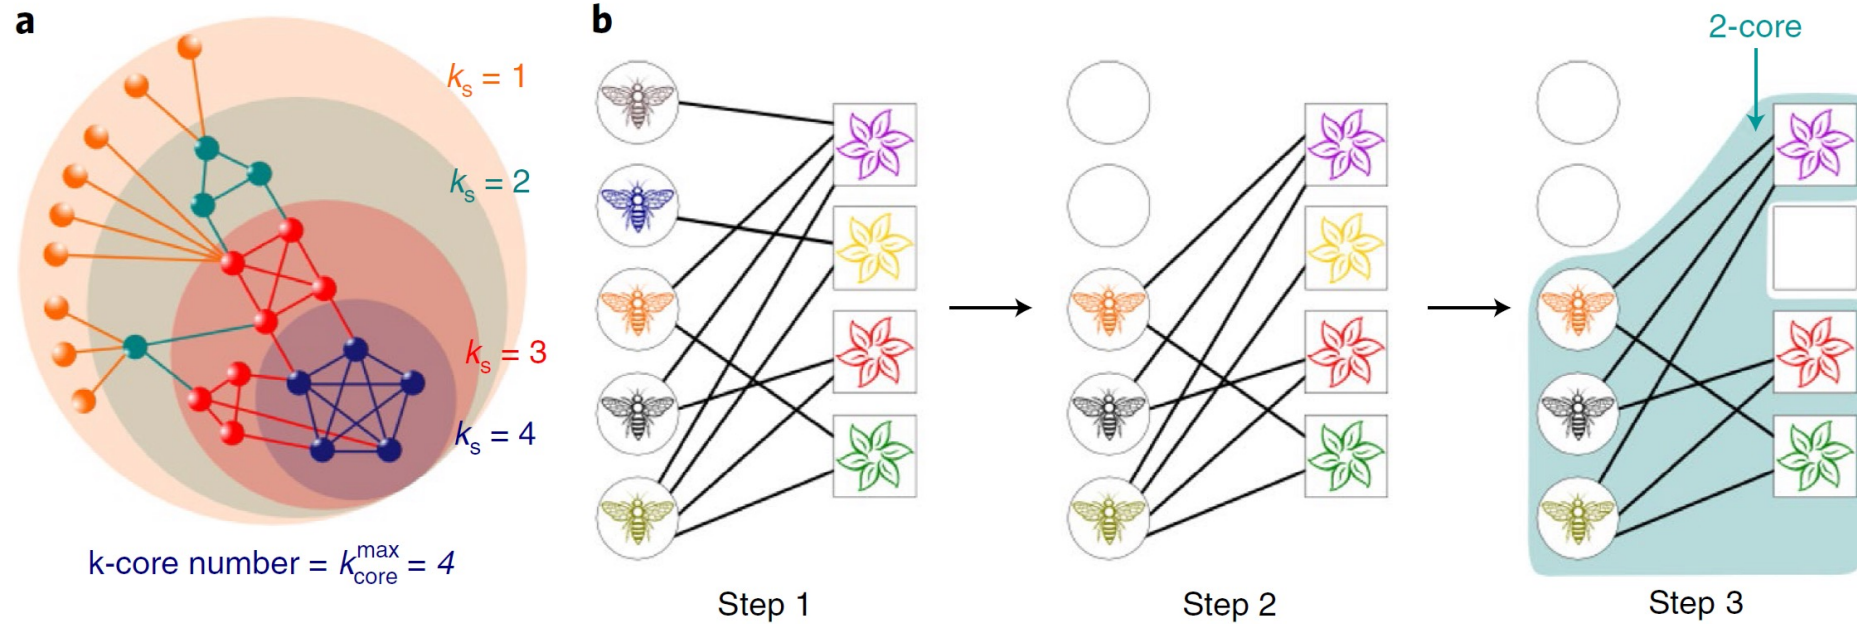 a
b
2-core
kₛ = 1
kₛ = 2
kₛ = 3
kₛ = 4
k-core number = k^max_core = 4
Step 1
Step 2
Step 3